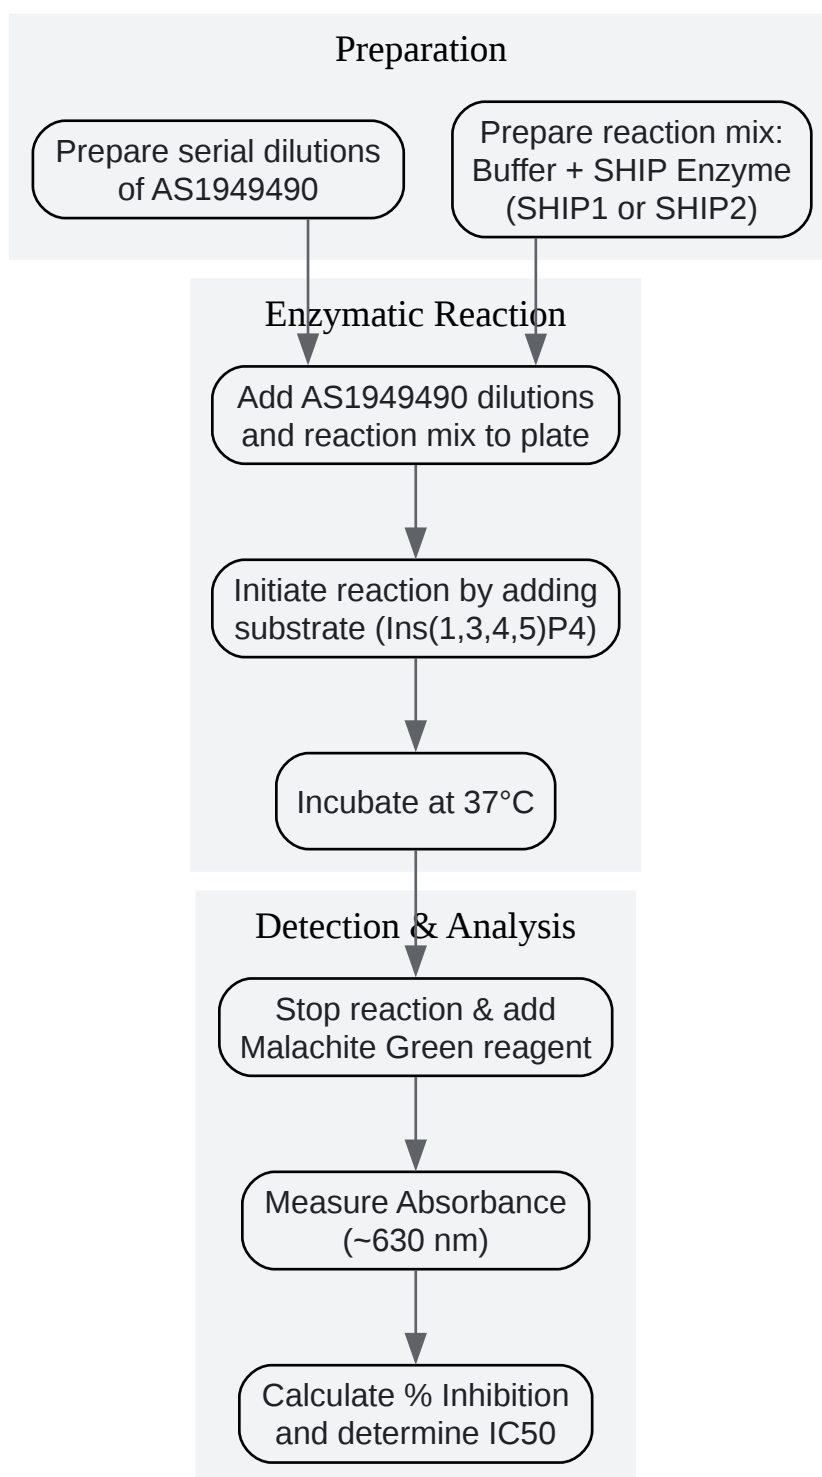 Preparation
Prepare serial dilutions
of AS1949490
Prepare reaction mix:
Buffer + SHIP Enzyme
(SHIP1 or SHIP2)
Enzymatic Reaction
Add AS1949490 dilutions
and reaction mix to plate
Initiate reaction by adding
substrate (Ins(1,3,4,5)P4)
Incubate at 37°C
Detection & Analysis
Stop reaction & add
Malachite Green reagent
Measure Absorbance
(~630 nm)
Calculate % Inhibition
and determine IC50